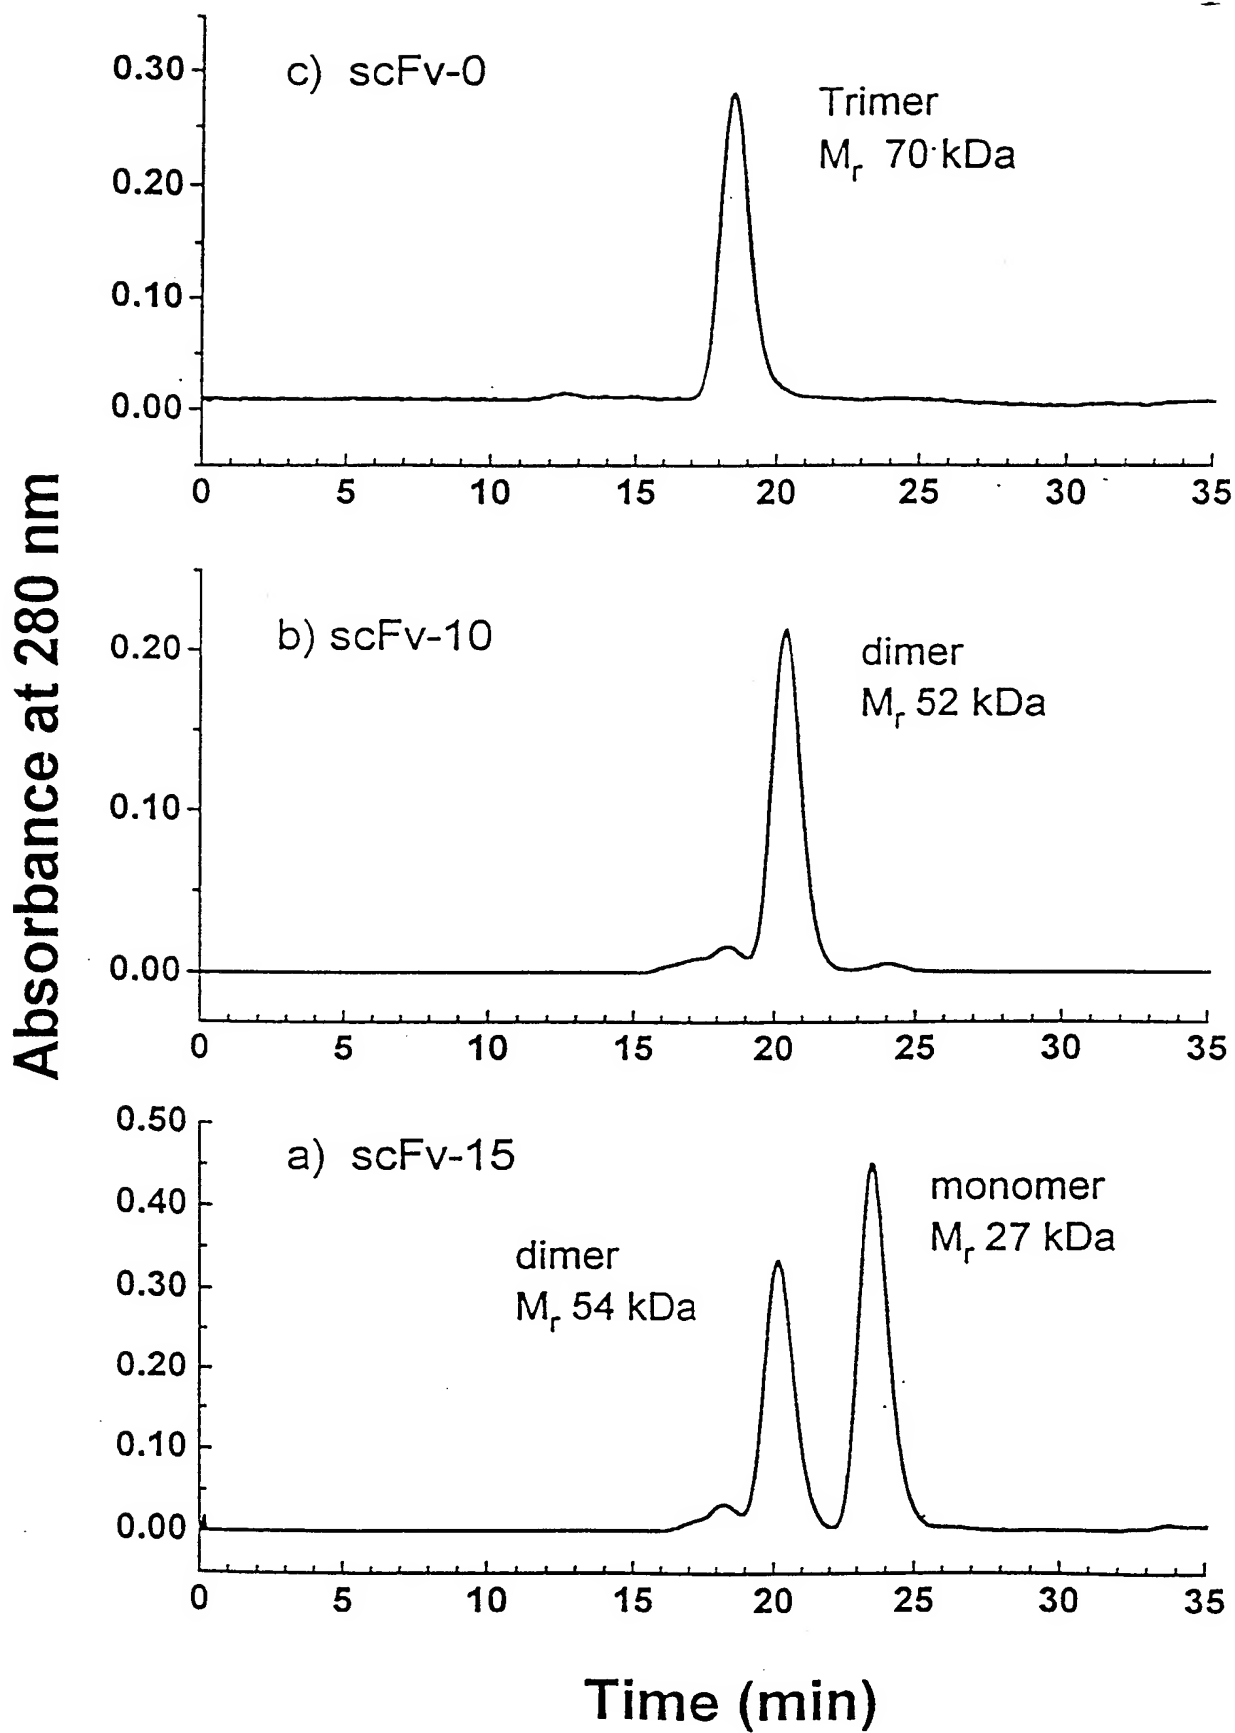 c) scFv-0
Trimer
Mr 70 kDa
0.30
0.20
0.10
0.00
0 5 10 15 20 25 30 35
b) scFv-10
dimer
Mr 52 kDa
0.20
0.10
0.00
0 5 10 15 20 25 30 35
a) scFv-15
monomer
Mr 27 kDa
dimer
Mr 54 kDa
0.50
0.40
0.30
0.20
0.10
0.00
0 5 10 15 20 25 30 35
Absorbance at 280 nm
Time (min)